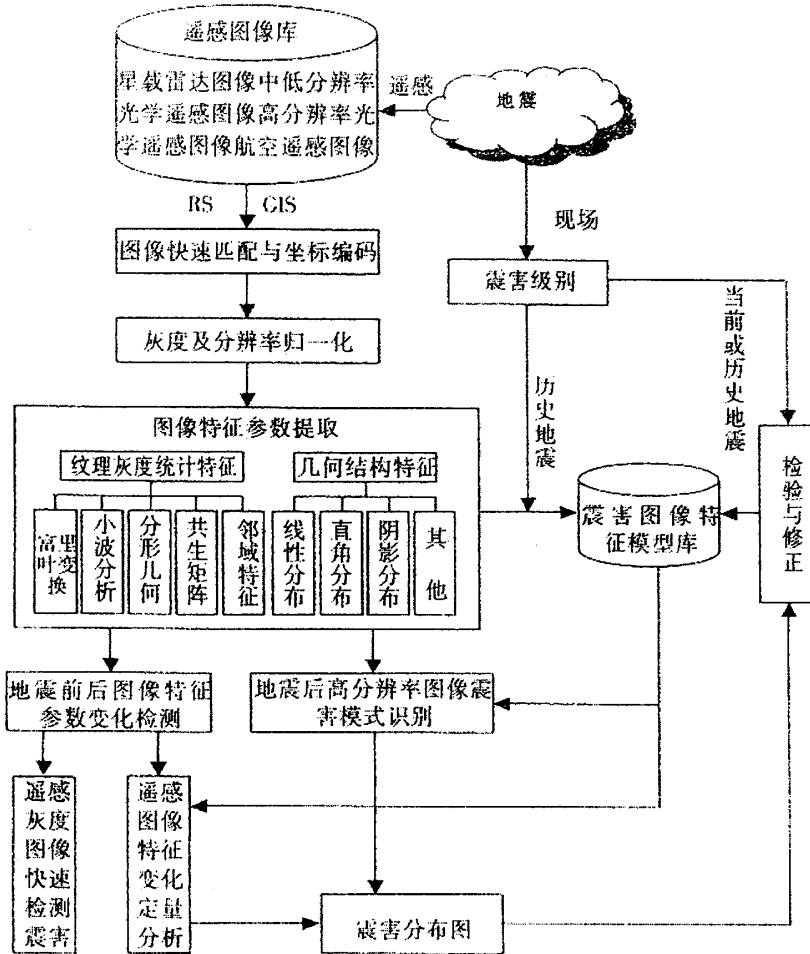 遥感图像库
星载雷达图像中低分辨率
光学遥感图像高分辨率光
学遥感图像航空遥感图像
遥感
地震
RS GIS
现场
图像快速匹配与坐标编码
震害级别
灰度及分辨率归一化
历史地震
当前或历史地震
图像特征参数提取
纹理灰度统计特征
几何结构特征
富里
叶变
换
小波分析
分形几何
共生矩阵
邻域特征
线性分布
直角分布
阴影分布
其他
震害图像特
征模型库
检验与修正
地震前后图像特征
参数变化检测
地震后高分辨率图像震
害模式识别
遥感
灰度
图像
快速
检测
震害
遥感
图像
特征
变化
定量
分析
震害分布图